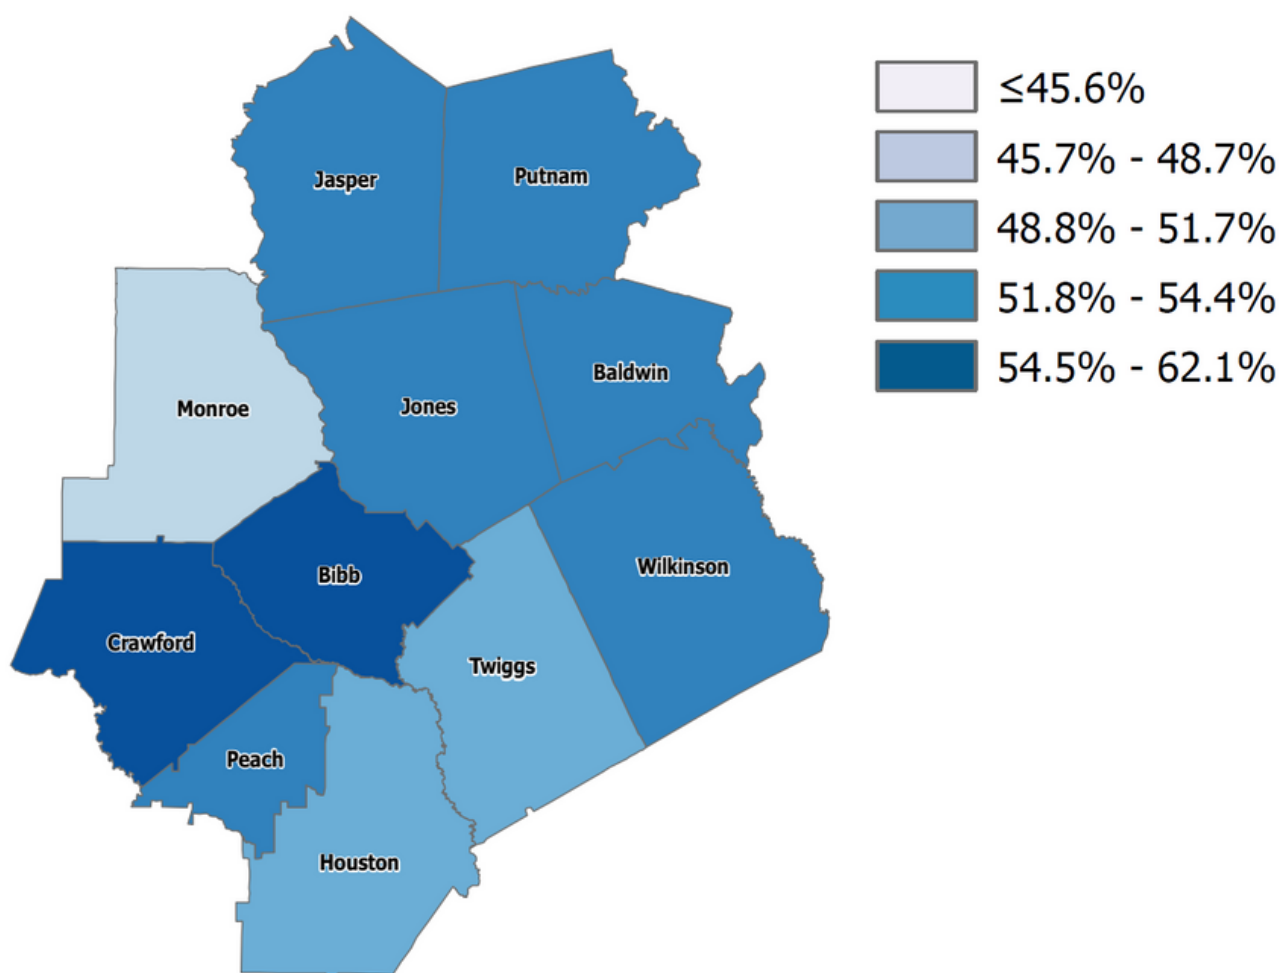 ≤45.6%
45.7% - 48.7%
48.8% - 51.7%
51.8% - 54.4%
54.5% - 62.1%
Jasper
Putnam
Monroe
Jones
Baldwin
Bibb
Wilkinson
Crawford
Twiggs
Peach
Houston